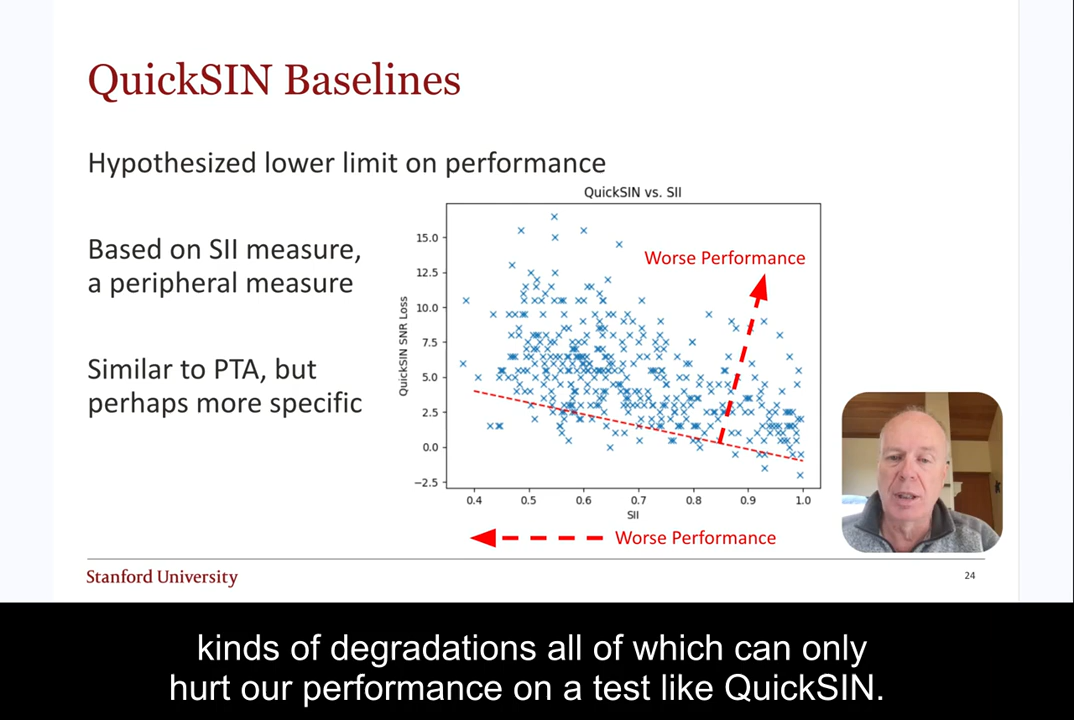 QuickSIN Baselines
Hypothesized lower limit on performance
Based on SII measure,
a peripheral measure
Similar to PTA, but
perhaps more specific
QuickSIN vs. SII
Worse Performance
QuickSIN SNR Loss
15.0
12.5
10.0
7.5
5.0
2.5
0.0
−2.5
0.4 0.5 0.6 0.7 0.8 0.9 1.0
SII
Worse Performance
Stanford University
24
kinds of degradations all of which can only
hurt our performance on a test like QuickSIN.